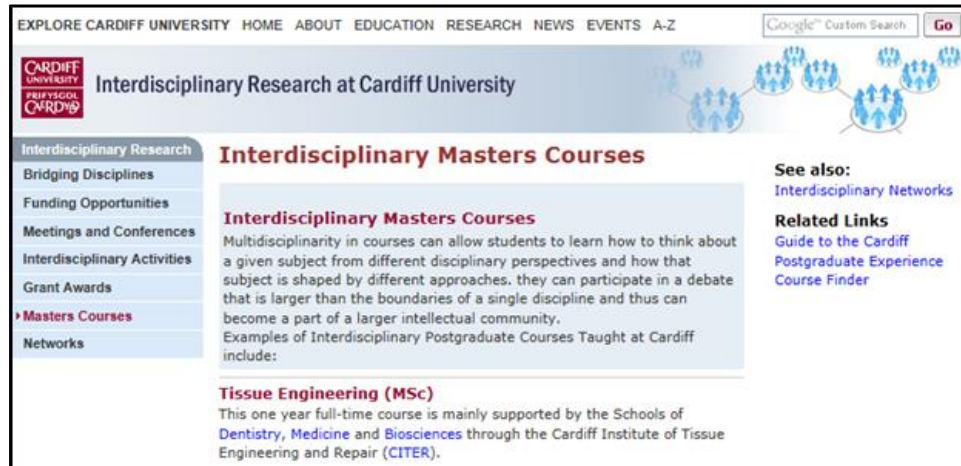 EXPLORE CARDIFF UNIVERSITY HOME ABOUT EDUCATION RESEARCH NEWS EVENTS A-Z
Google™ Custom Search Go
CARDIFF
UNIVERSITY
PRIFYSGOL
CAERDYDD
Interdisciplinary Research at Cardiff University
Interdisciplinary Research
Bridging Disciplines
Funding Opportunities
Meetings and Conferences
Interdisciplinary Activities
Grant Awards
Masters Courses
Networks
Interdisciplinary Masters Courses
Interdisciplinary Masters Courses
Multidisciplinarity in courses can allow students to learn how to think about
a given subject from different disciplinary perspectives and how that
subject is shaped by different approaches. they can participate in a debate
that is larger than the boundaries of a single discipline and thus can
become a part of a larger intellectual community.
Examples of Interdisciplinary Postgraduate Courses Taught at Cardiff
include:
Tissue Engineering (MSc)
This one year full-time course is mainly supported by the Schools of
Dentistry, Medicine and Biosciences through the Cardiff Institute of Tissue
Engineering and Repair (CITER).
See also:
Interdisciplinary Networks
Related Links
Guide to the Cardiff
Postgraduate Experience
Course Finder